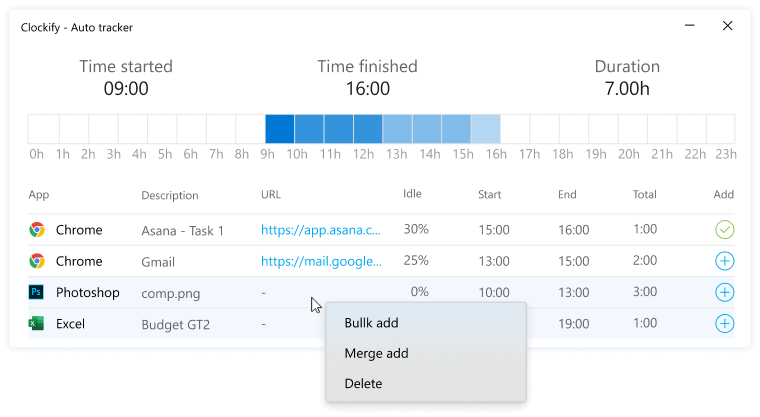 Clockify - Auto tracker
Time started Time finished Duration
09:00 16:00 7.00h
0h 1h 2h 3h 4h 5h 6h 7h 8h 9h 10h 11h 12h 13h 14h 15h 16h 17h 18h 19h 20h 21h 22h 23h
App Description URL Idle Start End Total Add
Chrome Asana - Task 1 https://app.asana.c... 30% 15:00 16:00 1:00
Chrome Gmail https://mail.google... 25% 13:00 15:00 2:00
Ps Photoshop comp.png - 0% 10:00 13:00 3:00
X Excel Budget GT2 - 19:00 1:00
Bullk add
Merge add
Delete